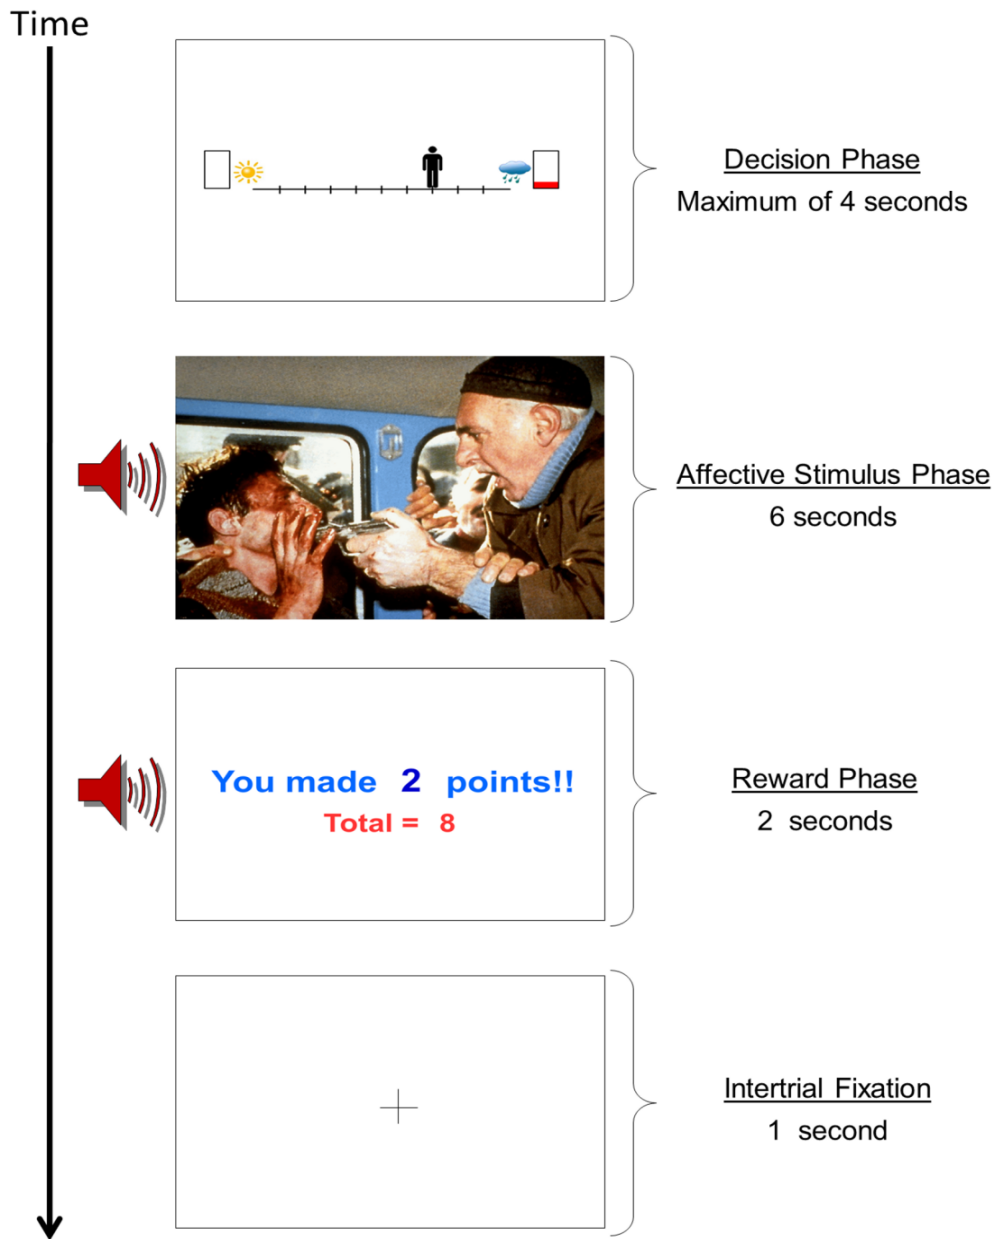 Time
Decision Phase
Maximum of 4 seconds
Affective Stimulus Phase
6 seconds
You made 2 points!!
Total = 8
Reward Phase
2 seconds
Intertrial Fixation
1 second